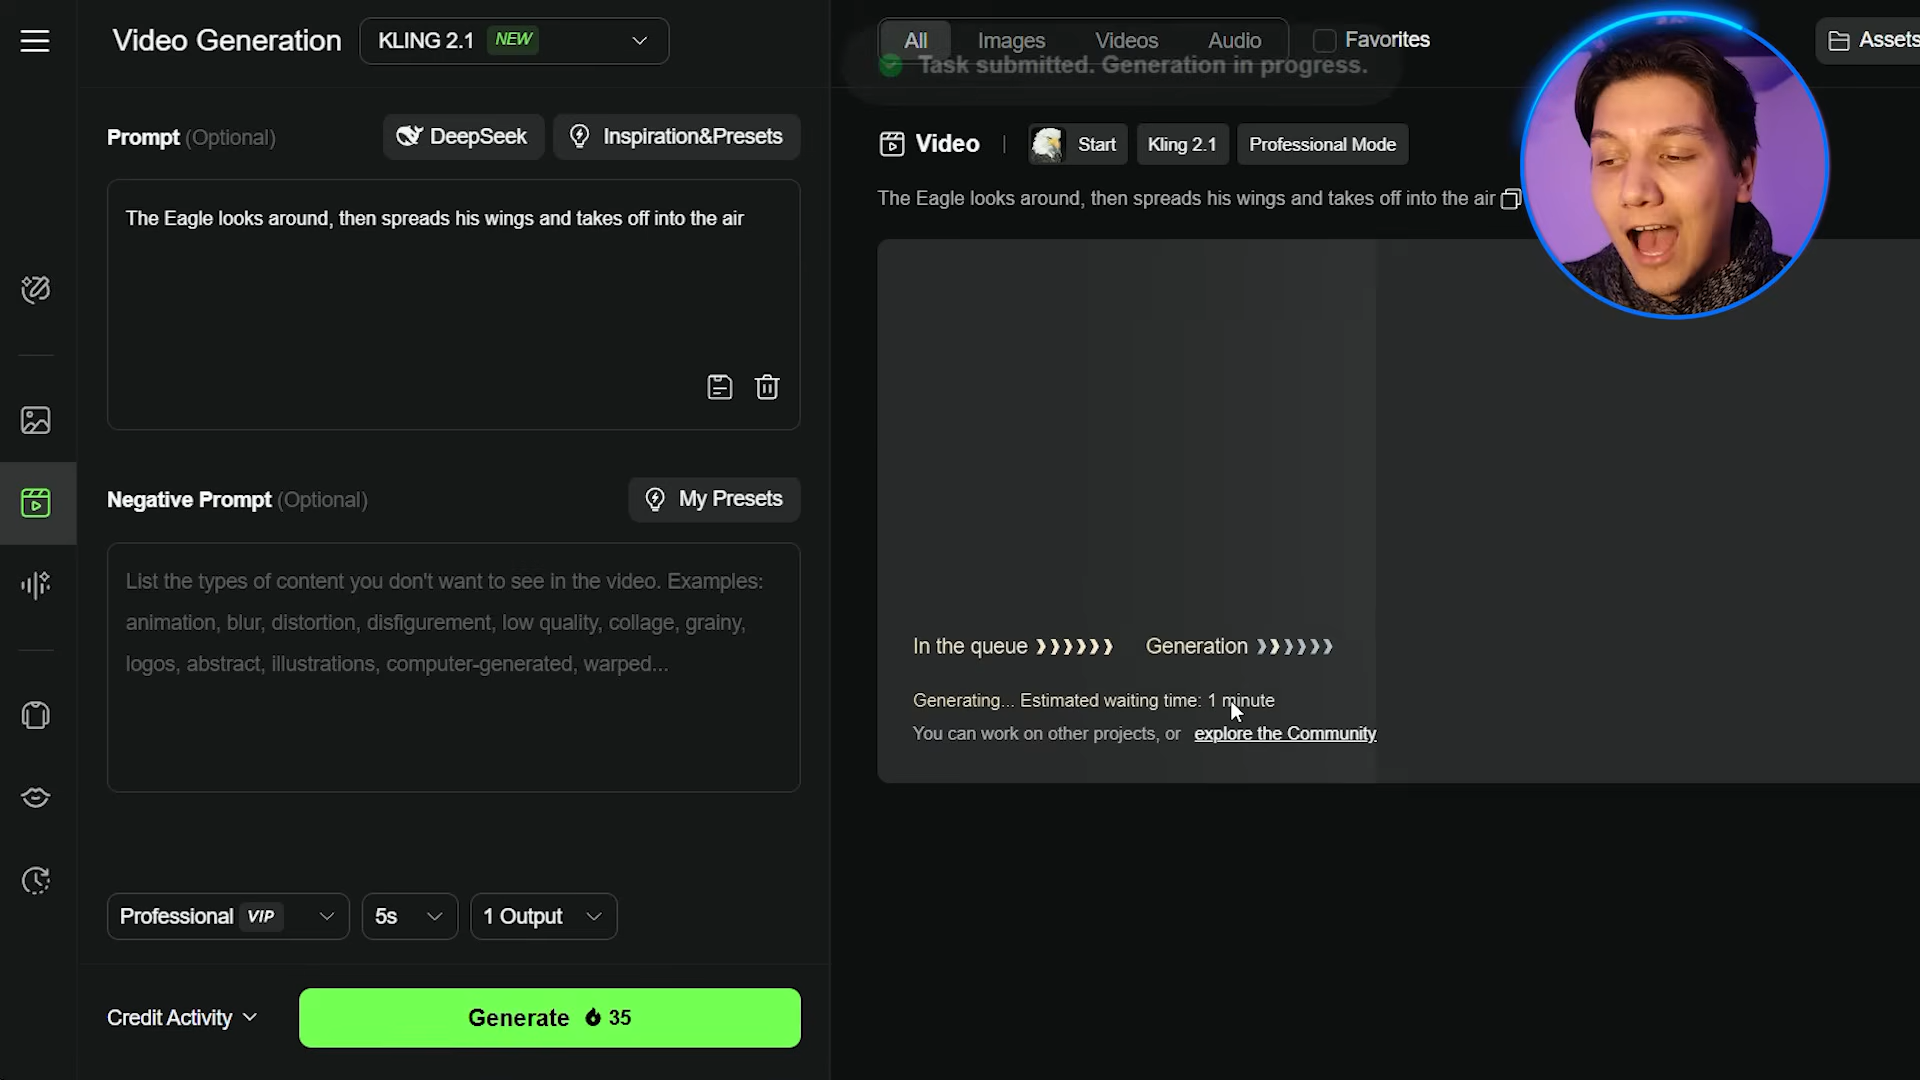 Video Generation
KLING 2.1 NEW
All Images Videos Audio
Favorites
Assets
Task submitted. Generation in progress.
Prompt (Optional)
DeepSeek
Inspiration&Presets
Video | Start Kling 2.1 Professional Mode
The Eagle looks around, then spreads his wings and takes off into the air
The Eagle looks around, then spreads his wings and takes off into the air
Negative Prompt (Optional)
My Presets
List the types of content you don't want to see in the video. Examples:
animation, blur, distortion, disfigurement, low quality, collage, grainy,
logos, abstract, illustrations, computer-generated, warped...
In the queue Generation
Generating... Estimated waiting time: 1 minute
You can work on other projects, or explore the Community
Professional VIP
5s
1 Output
Credit Activity
Generate 35